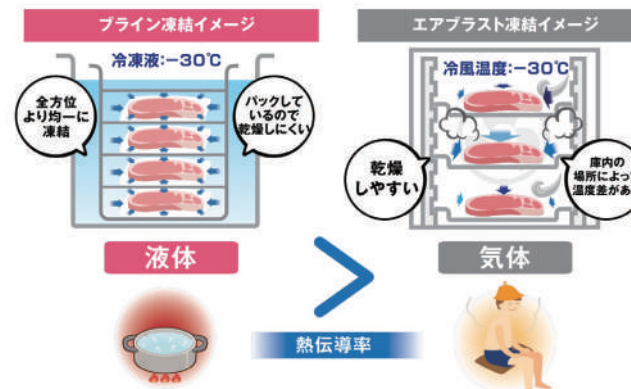 ブライン凍結イメージ
冷凍液:−30℃
全方位
より均一に
凍結
パックして
いるので
乾燥しにくい
エアブラスト凍結イメージ
冷風温度:−30℃
乾燥
しやすい
庫内の
場所によって
温度差があ
液体
>
気体
熱伝導率